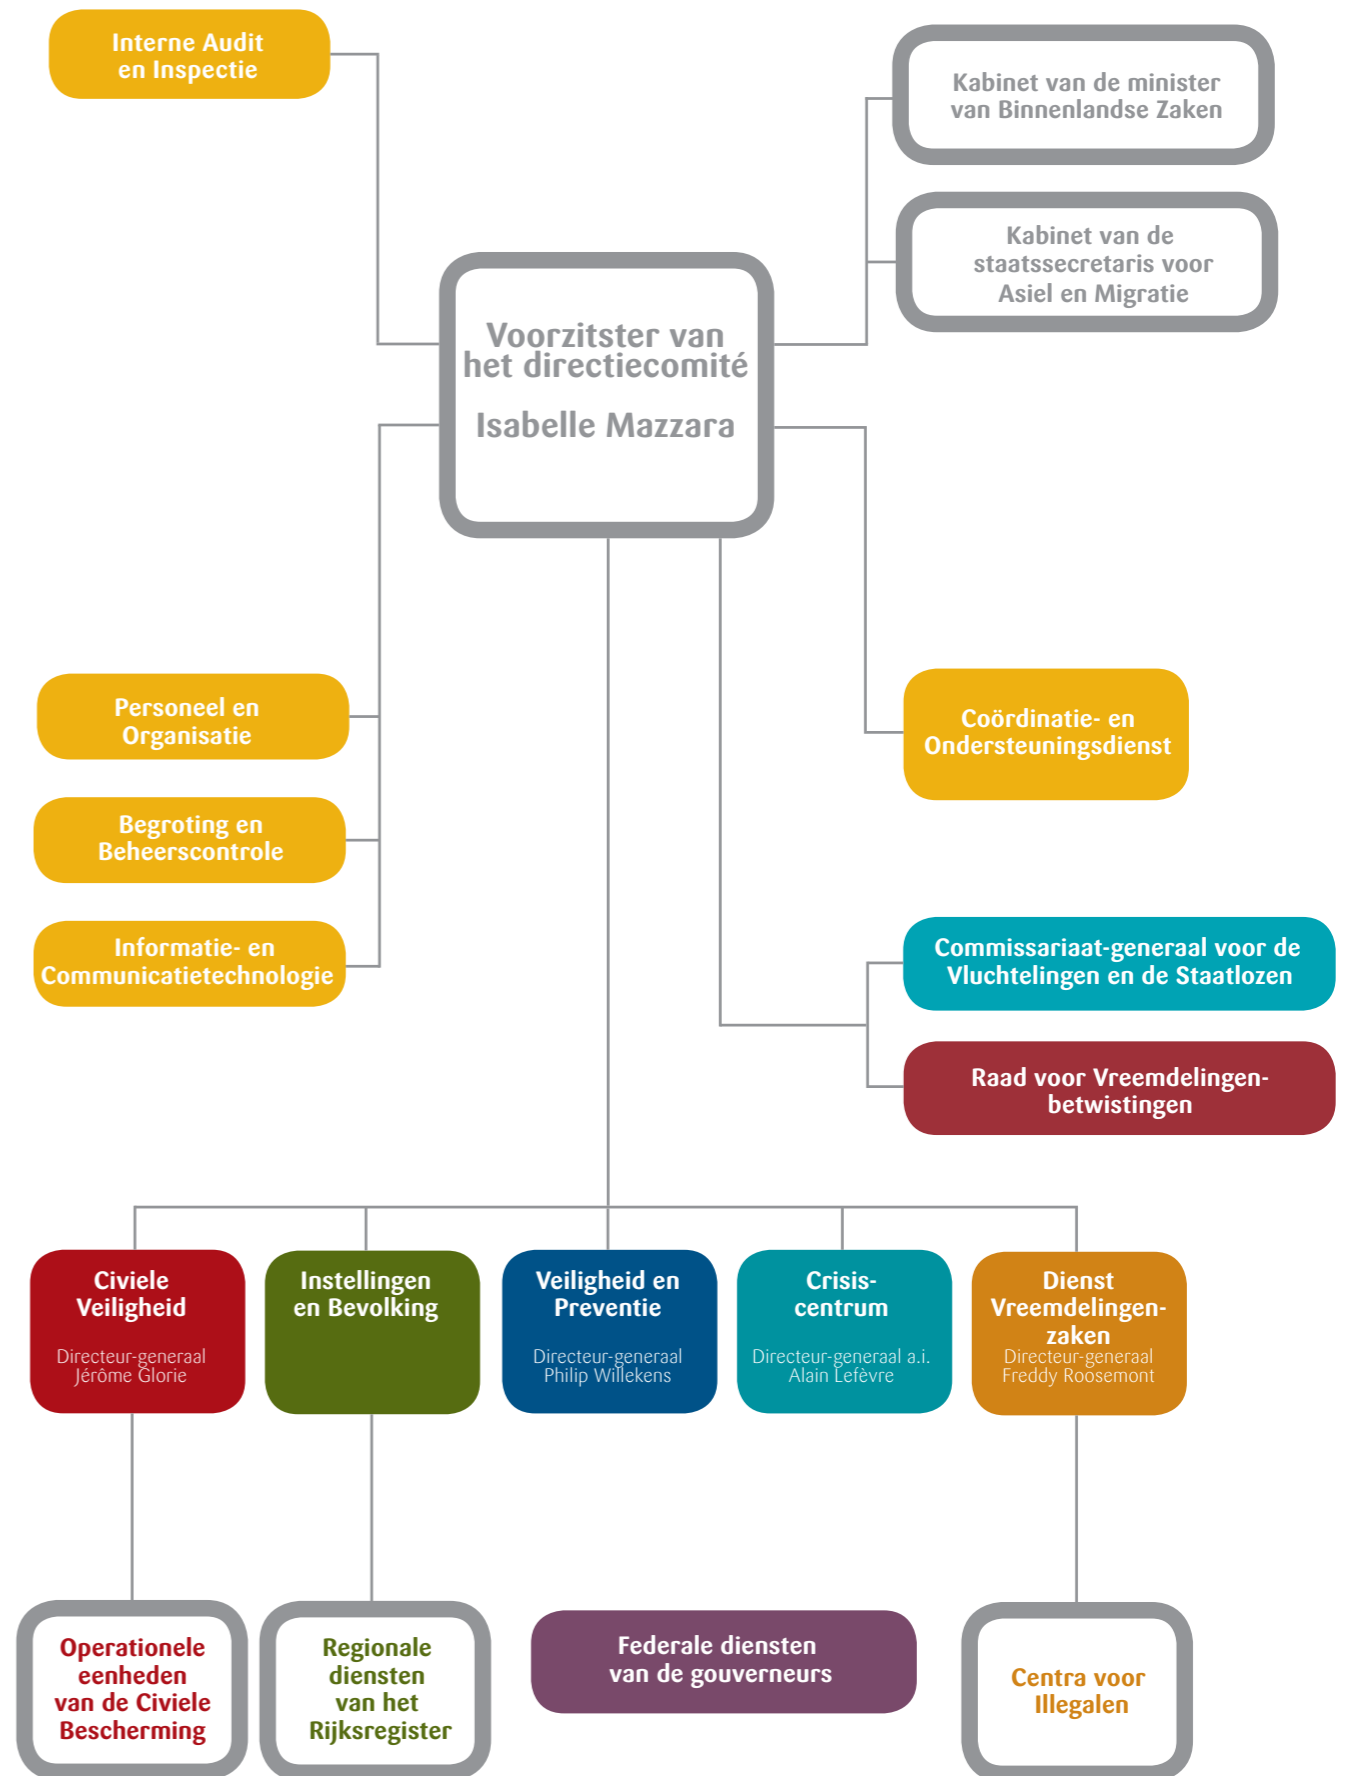 Interne Audit
en Inspectie
Kabinet van de minister
van Binnenlandse Zaken
Kabinet van de
staatssecretaris voor
Asiel en Migratie
Voorzitster van
het directiecomité
Isabelle Mazzara
Personeel en
Organisatie
Coördinatie- en
Ondersteuningsdienst
Begroting en
Beheerscontrole
Informatie- en
Communicatietechnologie
Commissariaat-generaal voor de
Vluchtelingen en de Staatlozen
Raad voor Vreemdelingen-
betwistingen
Civiele
Veiligheid
Directeur-generaal
Jérôme Glorie
Instellingen
en Bevolking
Veiligheid en
Preventie
Directeur-generaal
Philip Willekens
Crisis-
centrum
Directeur-generaal a.i.
Alain Lefèvre
Dienst
Vreemdelingen-
zaken
Directeur-generaal
Freddy Roosemont
Operationele
eenheden
van de Civiele
Bescherming
Regionale
diensten
van het
Rijksregister
Federale diensten
van de gouverneurs
Centra voor
Illegalen